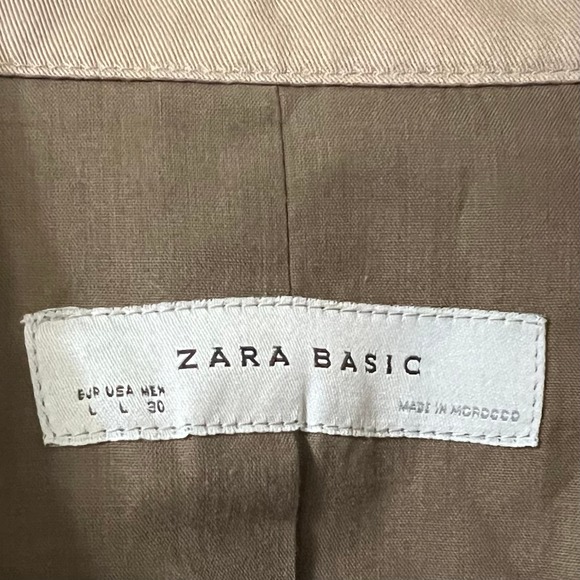 ZARA BASIC
EUR USA MEX
L L 30
MADE IN MOROCCO